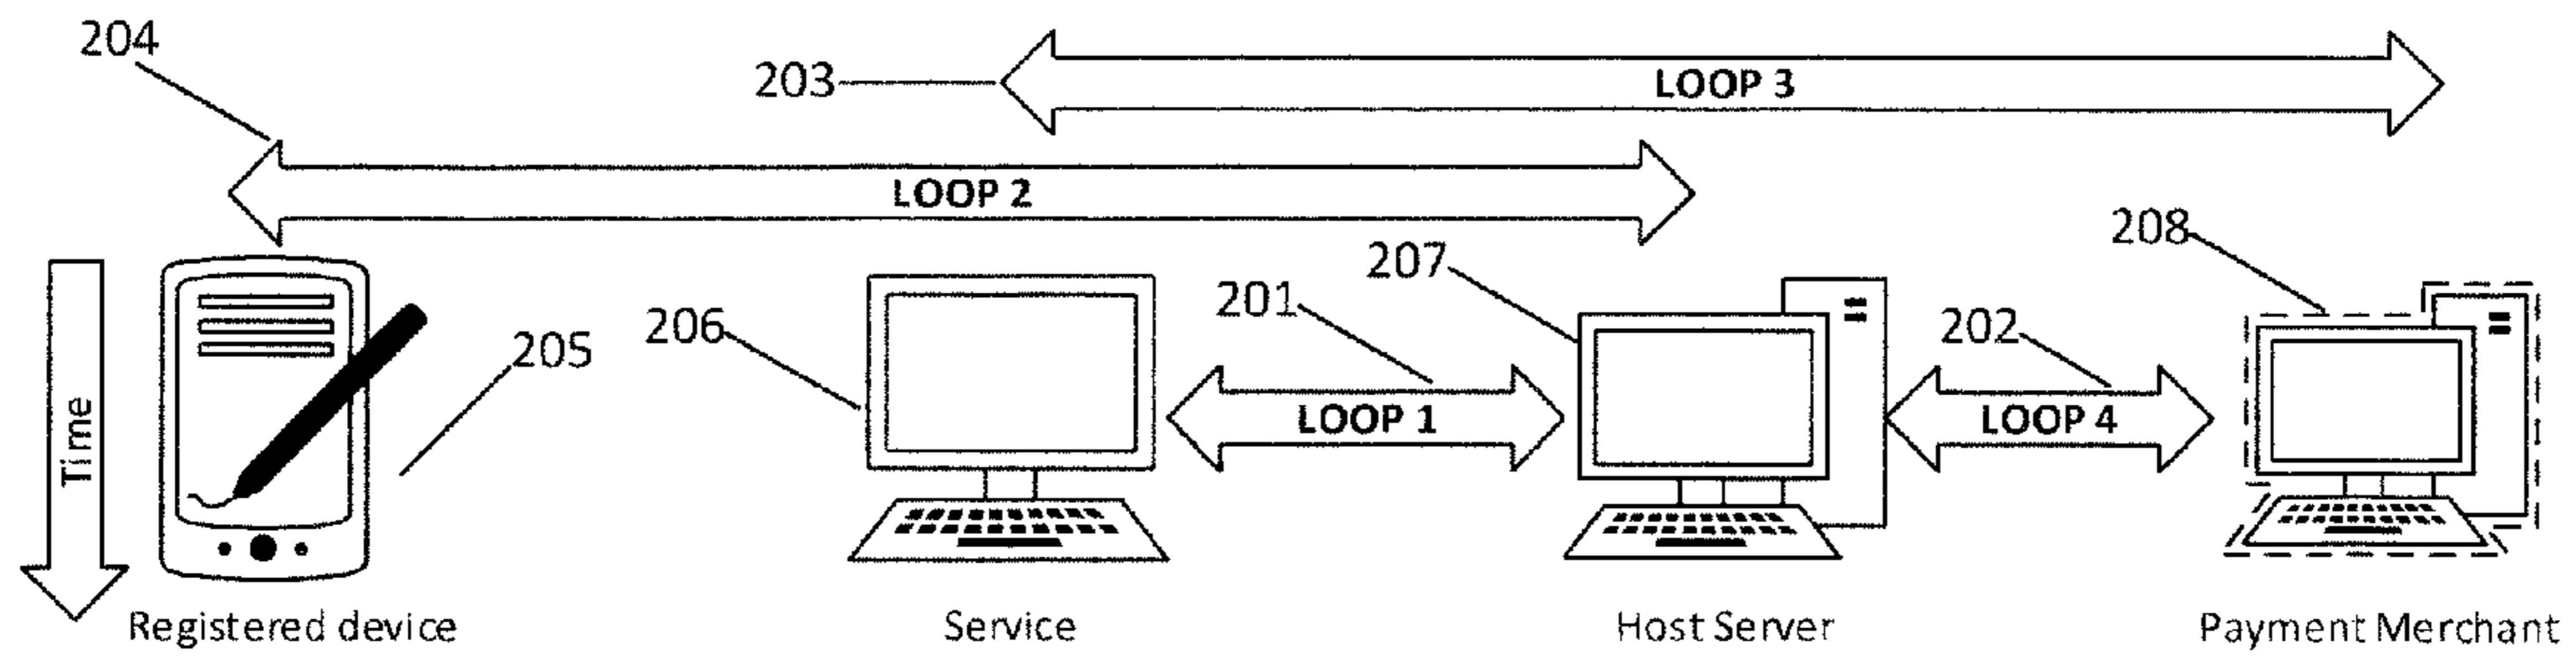 204
203
LOOP 3
LOOP 2
208
207
201
206
202
205
LOOP 1
LOOP 4
Time
Registered device
Service
Host Server
Payment Merchant